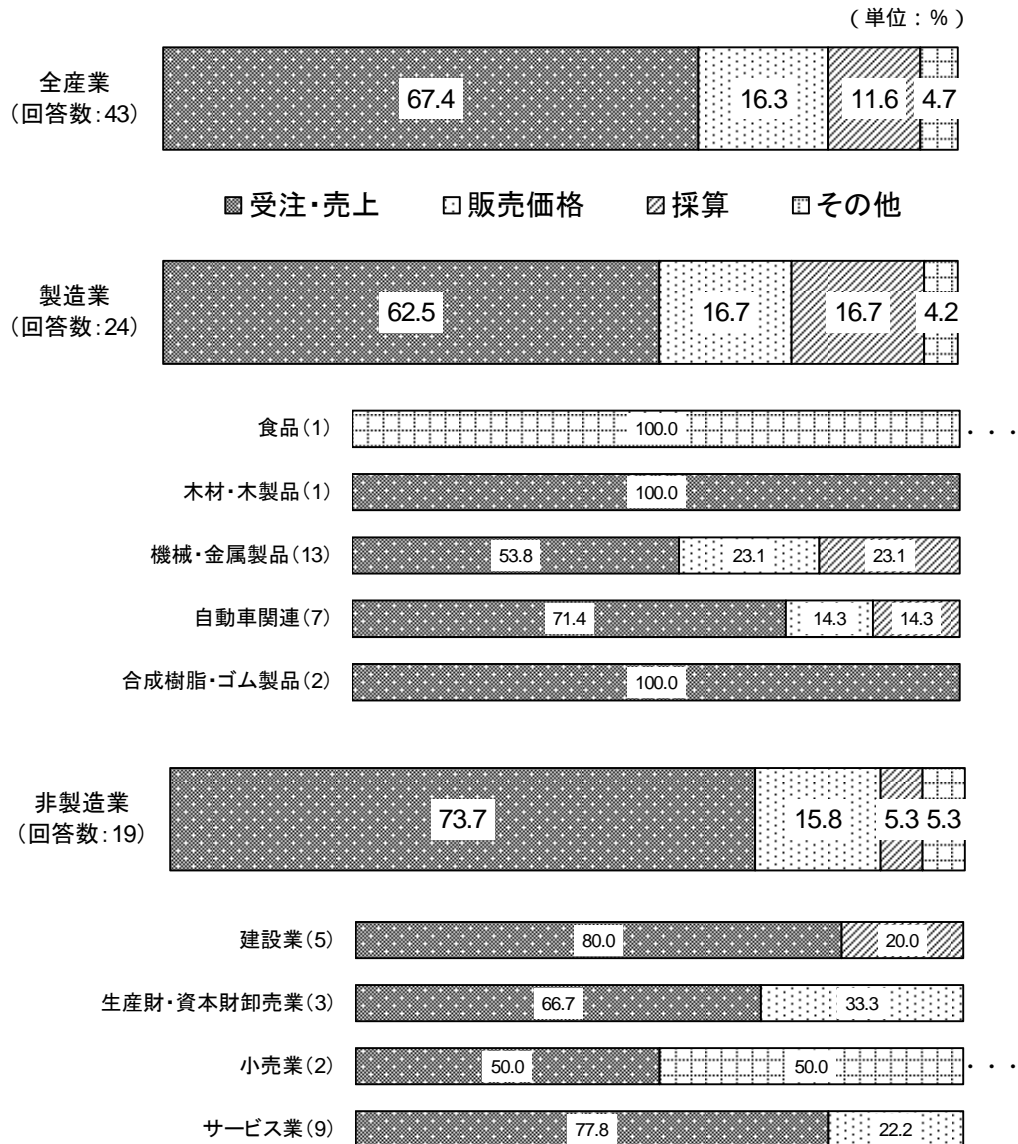 （単位：％）
全産業
（回答数：43）
67.4 16.3 11.6 4.7
受注・売上 販売価格 採算 その他
製造業
（回答数：24）
62.5 16.7 16.7 4.2
食品（1） 100.0 ・・・
木材・木製品（1） 100.0
機械・金属製品（13） 53.8 23.1 23.1
自動車関連（7） 71.4 14.3 14.3
合成樹脂・ゴム製品（2） 100.0
非製造業
（回答数：19）
73.7 15.8 5.3 5.3
建設業（5） 80.0 20.0
生産財・資本財卸売業（3） 66.7 33.3
小売業（2） 50.0 50.0 ・・・
サービス業（9） 77.8 22.2